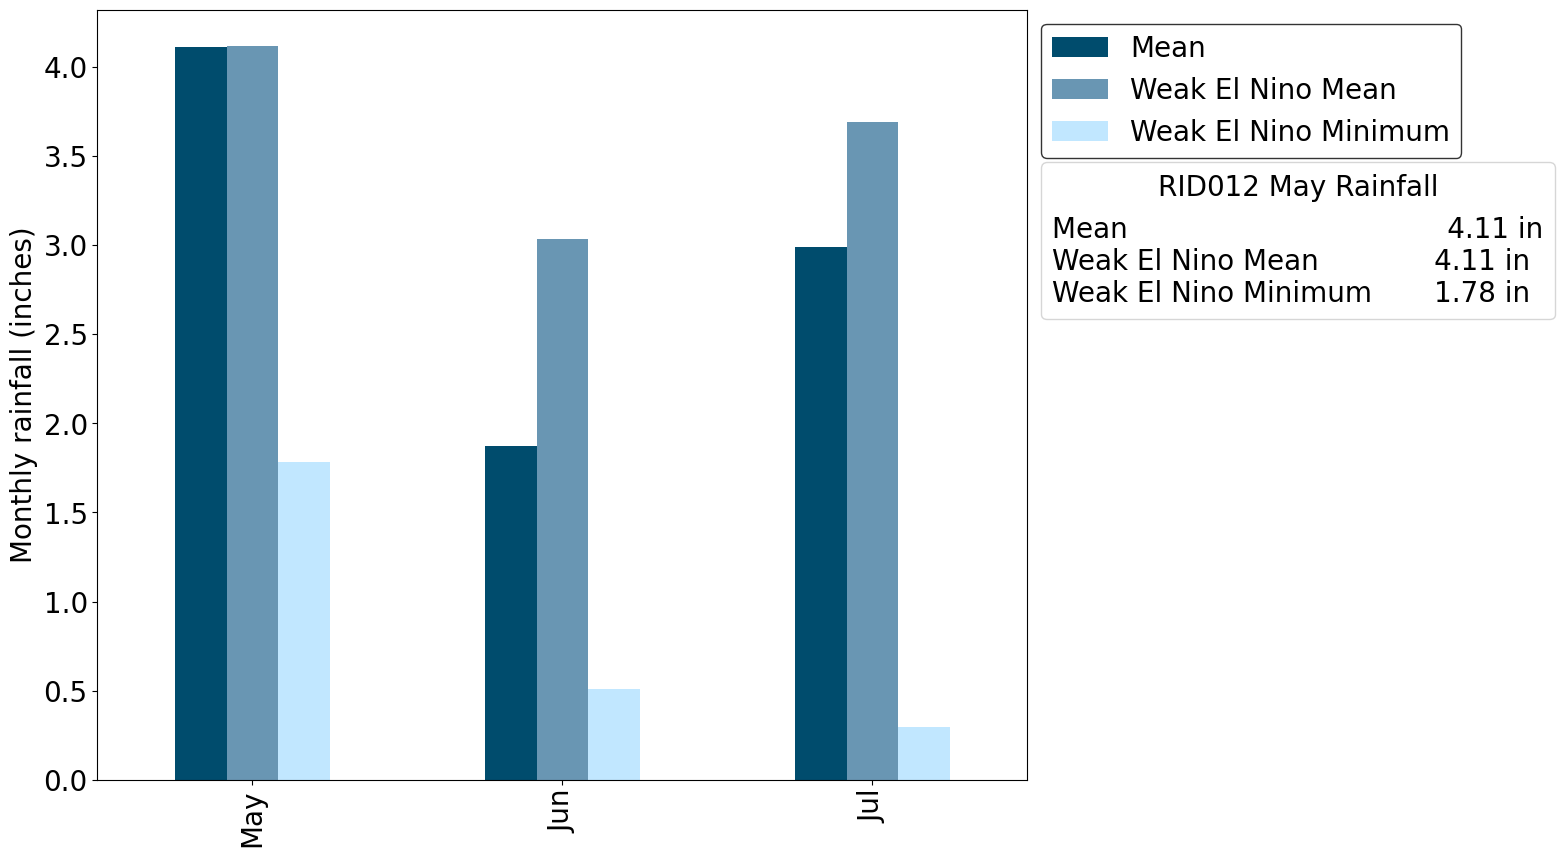 Monthly rainfall (inches)
4.0
3.5
3.0
2.5
2.0
1.5
1.0
0.5
0.0
May
Jun
Jul
Mean
Weak El Nino Mean
Weak El Nino Minimum
RID012 May Rainfall
Mean 4.11 in
Weak El Nino Mean 4.11 in
Weak El Nino Minimum 1.78 in